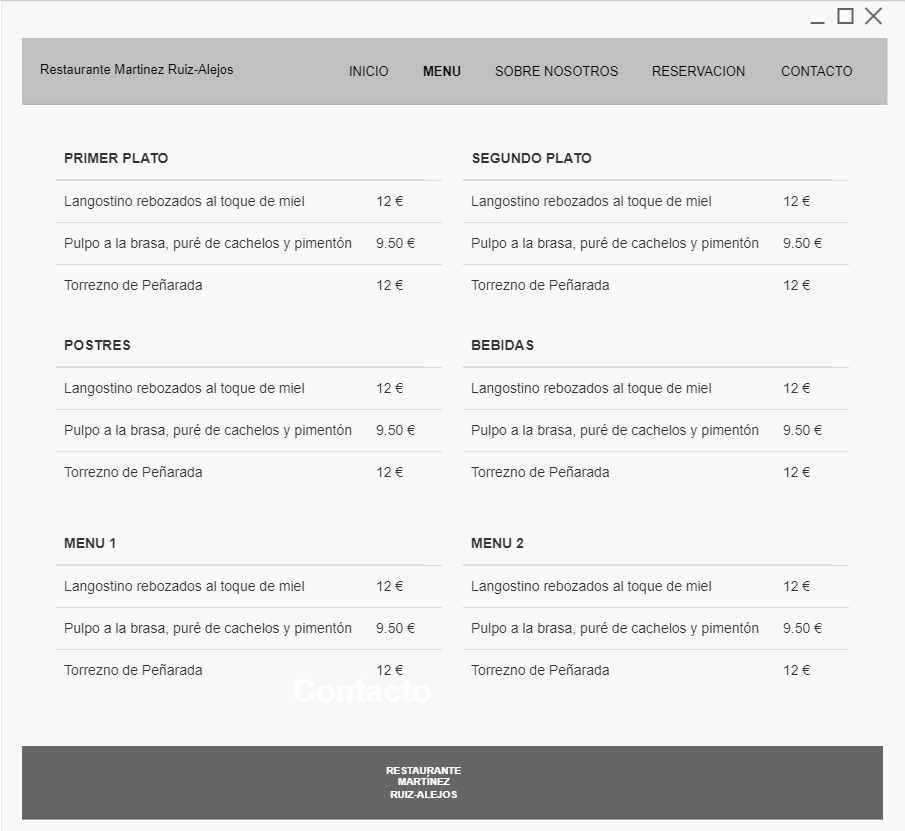 Restaurante Martinez Ruiz-Alejos INICIO MENU SOBRE NOSOTROS RESERVACION CONTACTO
PRIMER PLATO
Langostino rebozados al toque de miel 12 €
Pulpo a la brasa, puré de cachelos y pimentón 9.50 €
Torrezno de Peñarada 12 €
SEGUNDO PLATO
Langostino rebozados al toque de miel 12 €
Pulpo a la brasa, puré de cachelos y pimentón 9.50 €
Torrezno de Peñarada 12 €
POSTRES
Langostino rebozados al toque de miel 12 €
Pulpo a la brasa, puré de cachelos y pimentón 9.50 €
Torrezno de Peñarada 12 €
BEBIDAS
Langostino rebozados al toque de miel 12 €
Pulpo a la brasa, puré de cachelos y pimentón 9.50 €
Torrezno de Peñarada 12 €
MENU 1
Langostino rebozados al toque de miel 12 €
Pulpo a la brasa, puré de cachelos y pimentón 9.50 €
Torrezno de Peñarada 12 €
MENU 2
Langostino rebozados al toque de miel 12 €
Pulpo a la brasa, puré de cachelos y pimentón 9.50 €
Torrezno de Peñarada 12 €
Contacto
RESTAURANTE
MARTÍNEZ
RUIZ-ALEJOS